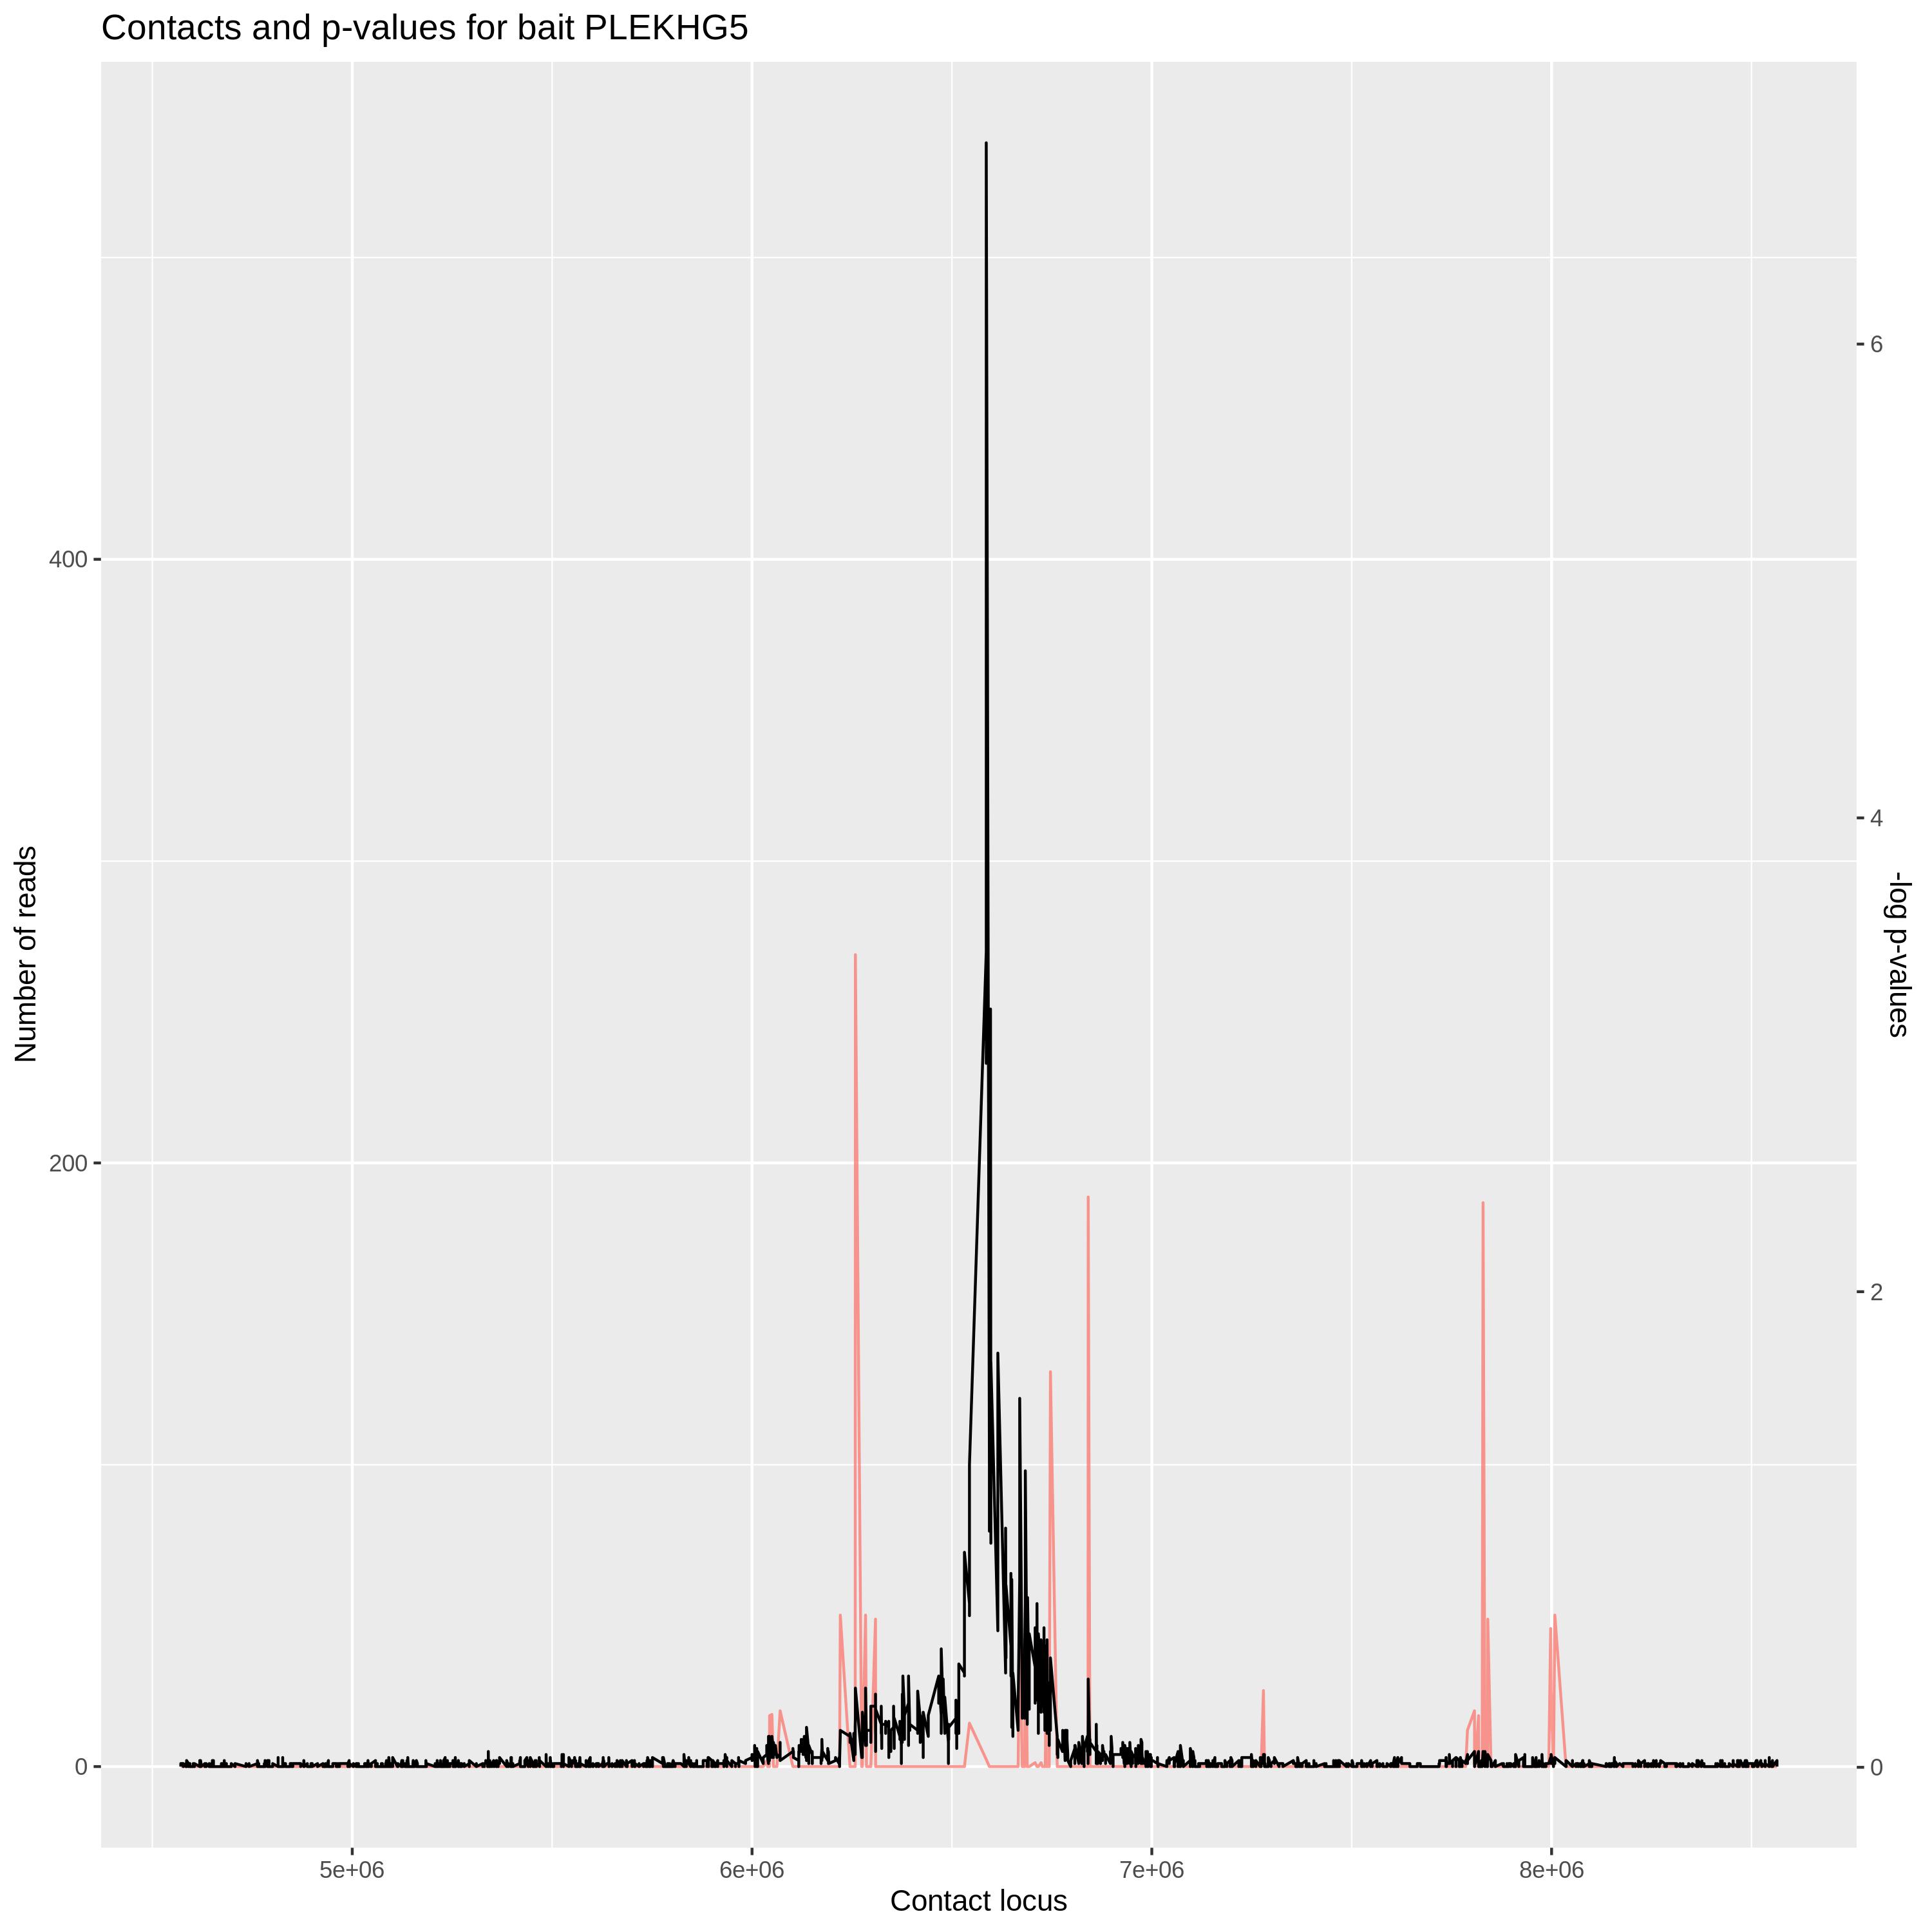 Contacts and p-values for bait PLEKHG5
Number of reads
400
200
0
6
4
2
0
-log p-values
5e+06
6e+06
7e+06
8e+06
Contact locus